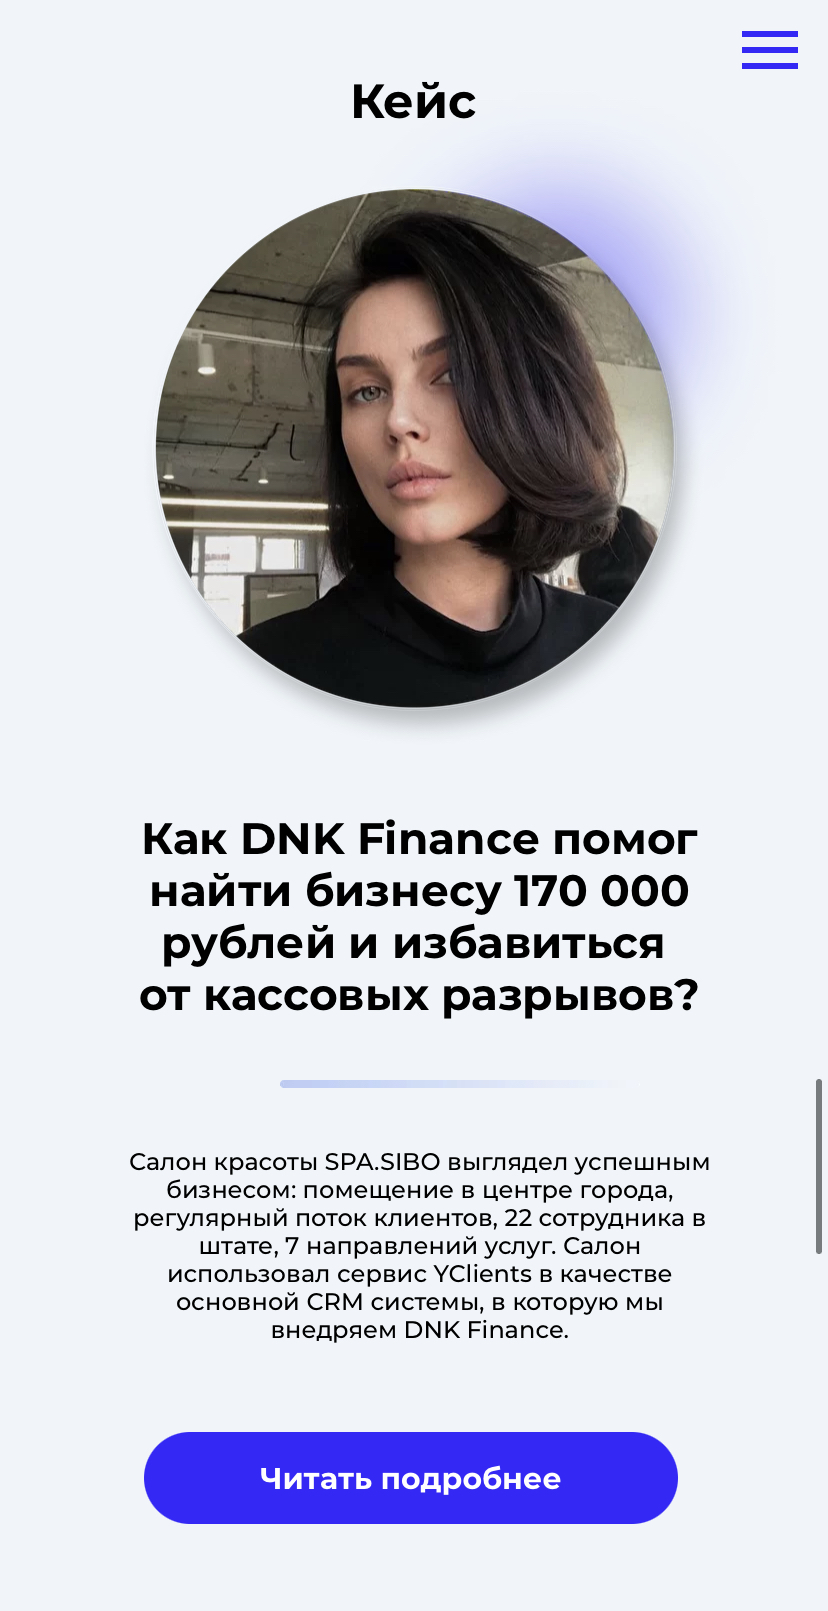 Кейс
Как DNK Finance помог
найти бизнесу 170 000
рублей и избавиться
от кассовых разрывов?
Салон красоты SPA.SIBO выглядел успешным
бизнесом: помещение в центре города,
регулярный поток клиентов, 22 сотрудника в
штате, 7 направлений услуг. Салон
использовал сервис YClients в качестве
основной CRM системы, в которую мы
внедряем DNK Finance.
Читать подробнее